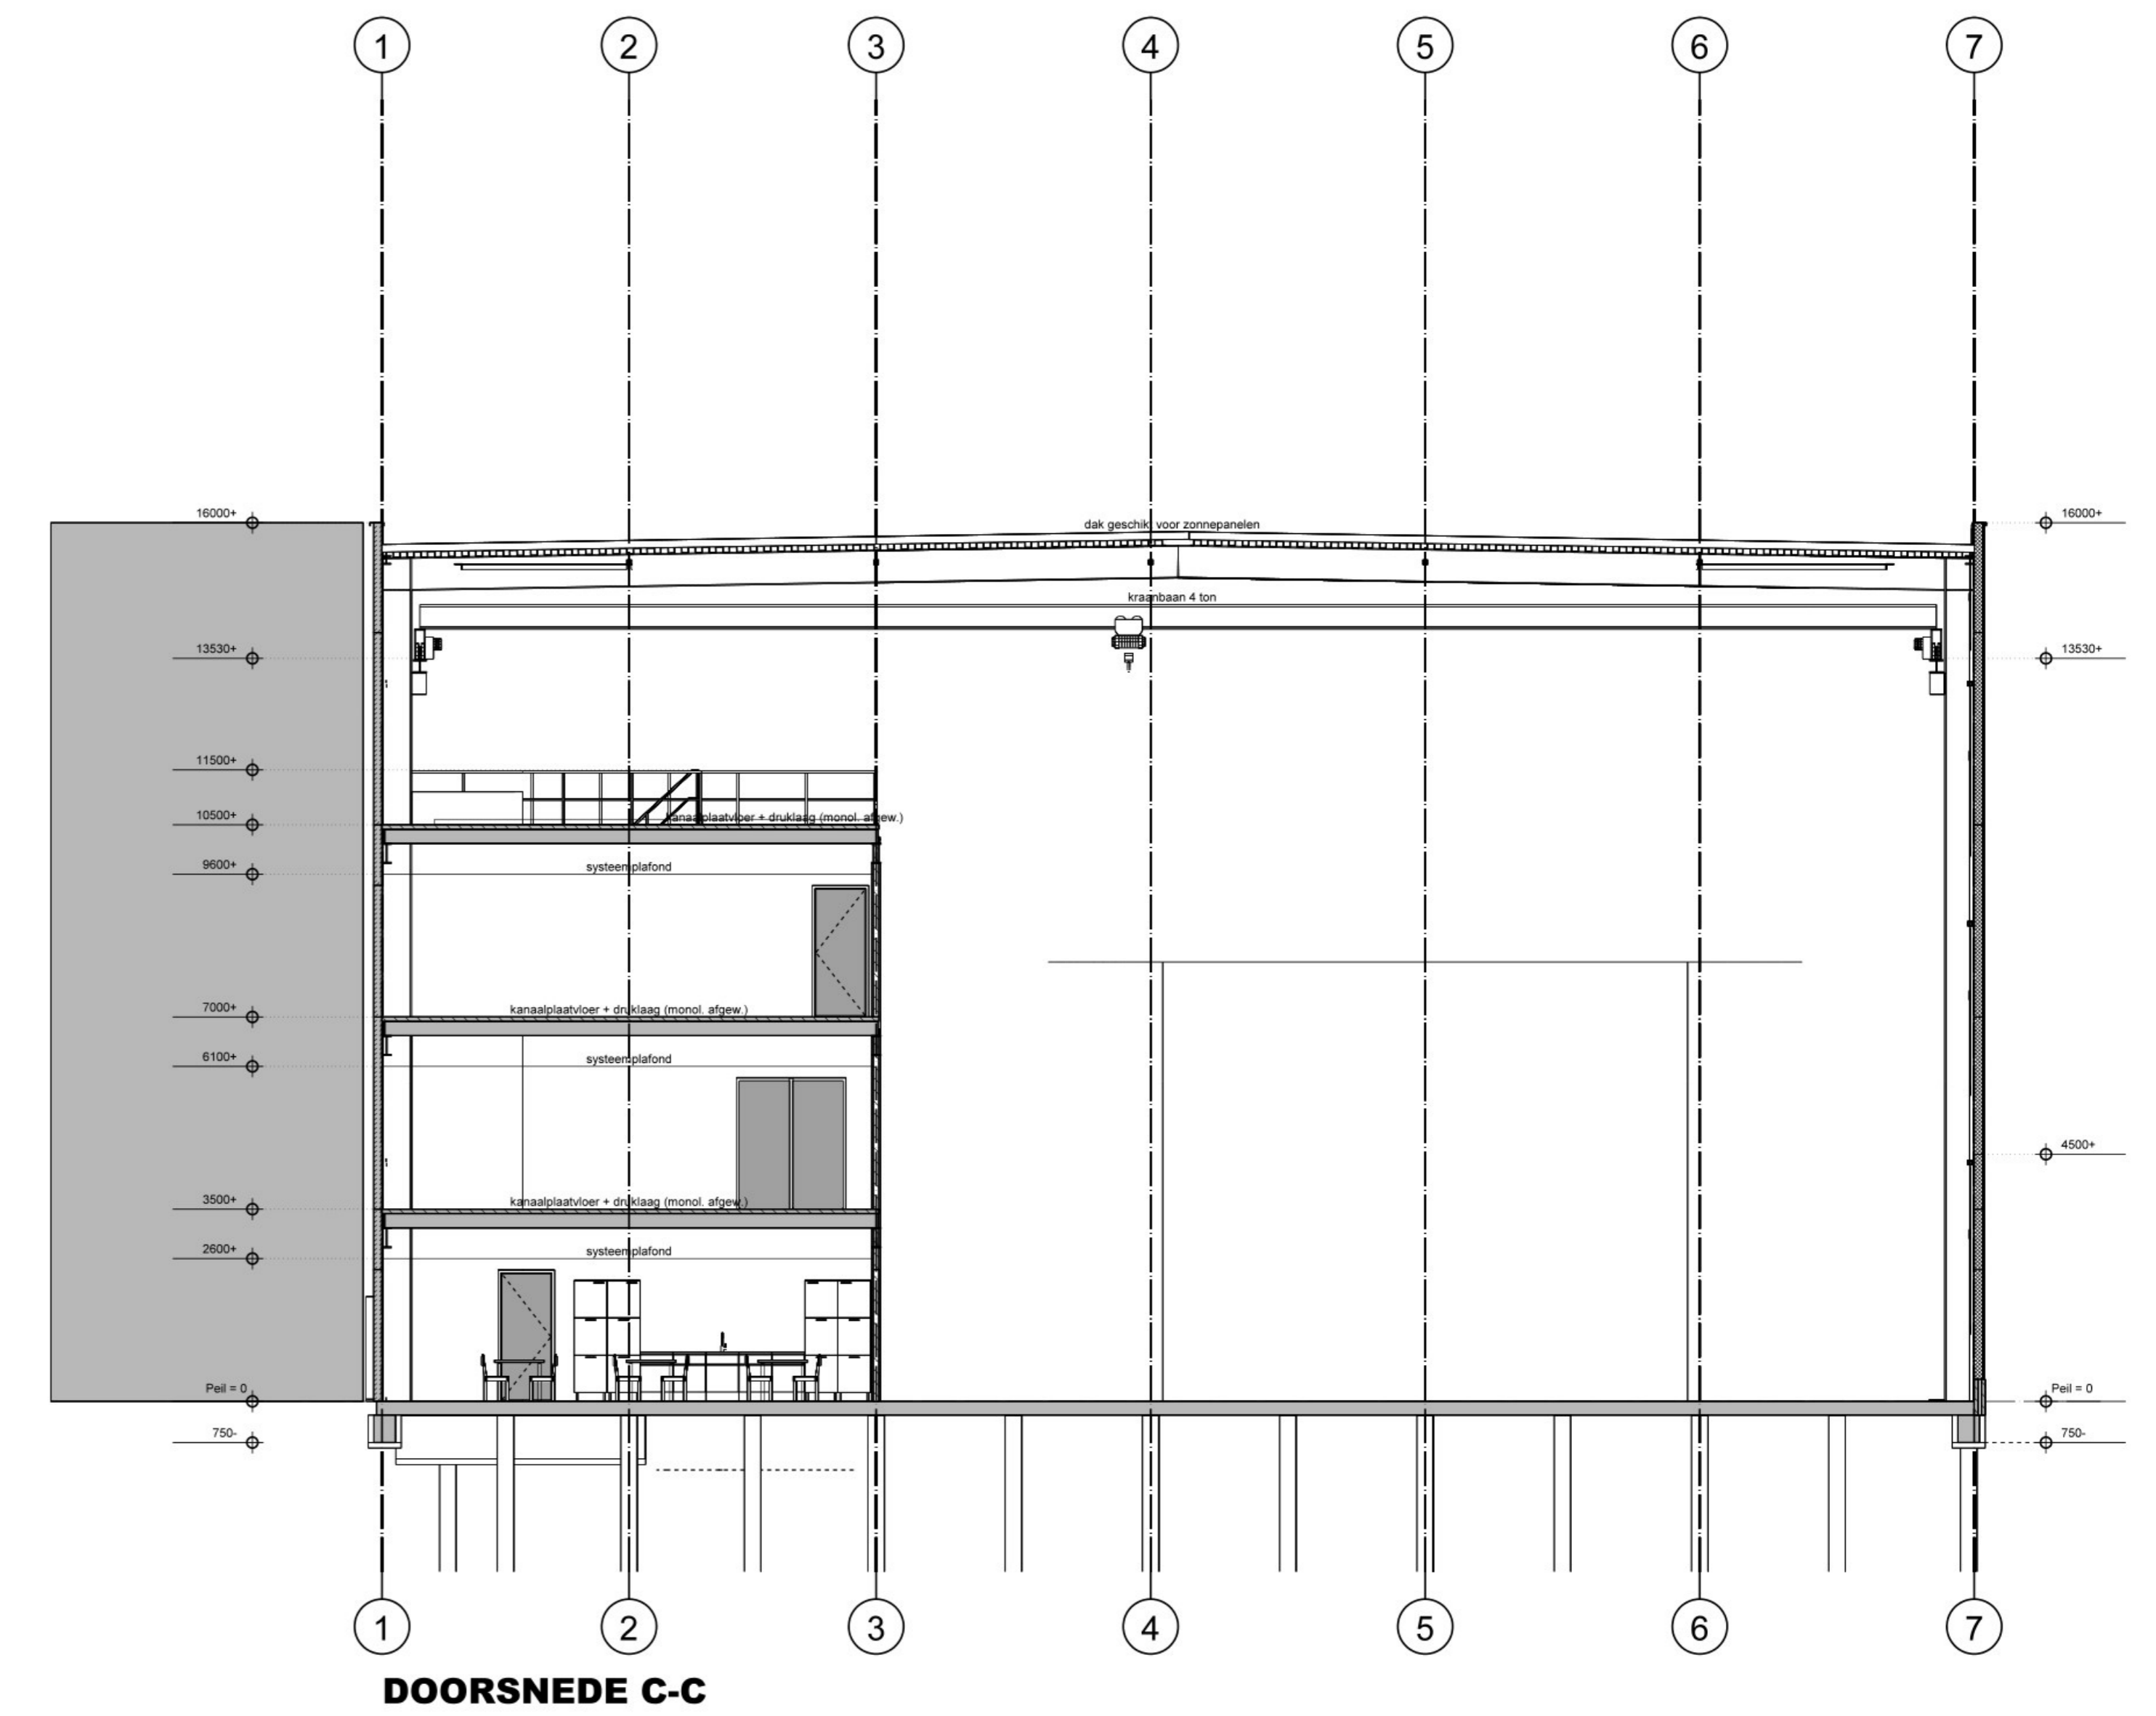 1 2 3 4 5 6 7
16000+ dak geschikt voor zonnepanelen 16000+
kraanbaan 4 ton
13530+ 13530+
11500+
10500+ kanaalplaatvloer + druklaag (monol. afgew.)
9600+ systeemplafond
7000+ kanaalplaatvloer + druklaag (monol. afgew.)
6100+ systeemplafond
4500+
3500+ kanaalplaatvloer + druklaag (monol. afgew.)
2600+ systeemplafond
Peil = 0 Peil = 0
750- 750-
1 2 3 4 5 6 7
DOORSNEDE C-C